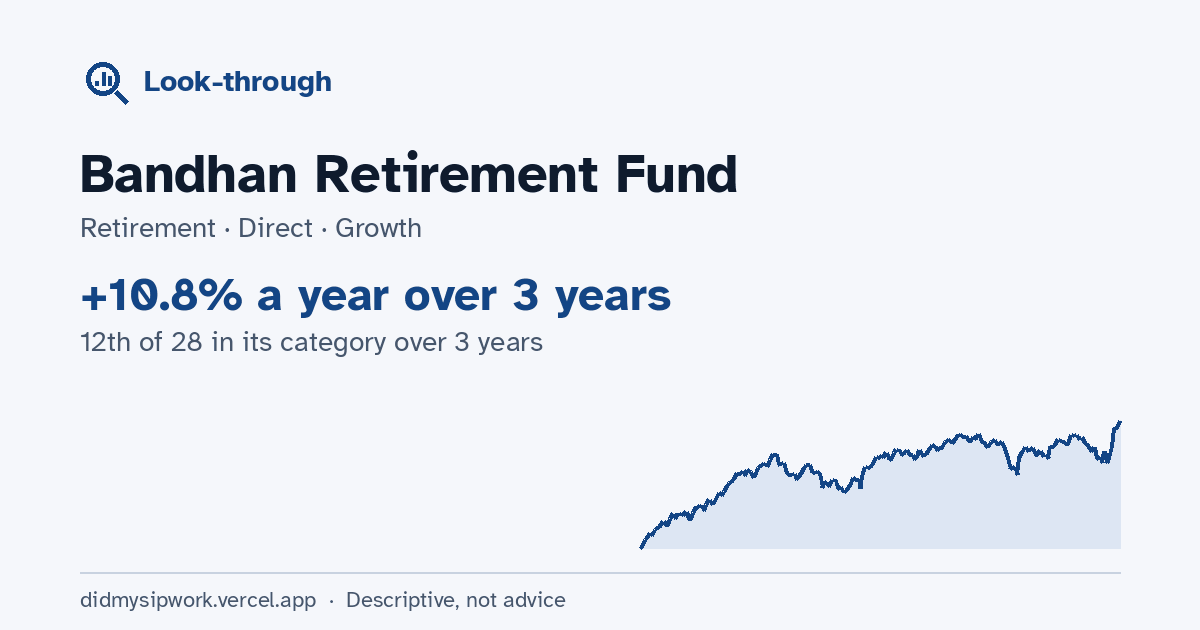 Look-through
Bandhan Retirement Fund
Retirement · Direct · Growth
+10.8% a year over 3 years
12th of 28 in its category over 3 years
didmysipwork.vercel.app · Descriptive, not advice